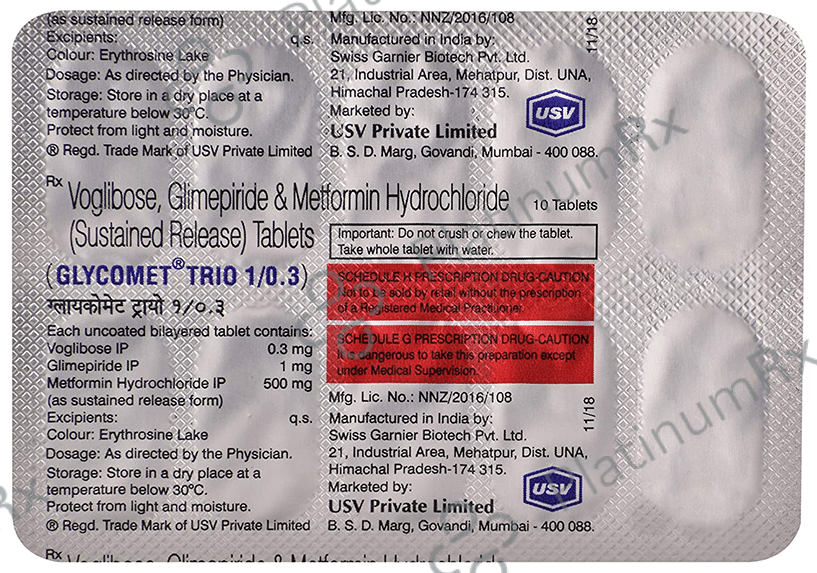 (as sustained release form)
Excipients: q.s.
Colour: Erythrosine Lake
Dosage: As directed by the Physician.
Storage: Store in a dry place at a
temperature below 30°C.
Protect from light and moisture.
® Regd. Trade Mark of USV Private Limited
Mfg. Lic. No.: NNZ/2016/108
Manufactured in India by:
Swiss Garnier Biotech Pvt. Ltd.
21, Industrial Area, Mehatpur, Dist. UNA,
Himachal Pradesh-174 315.
Marketed by:
USV Private Limited
B. S. D. Marg, Govandi, Mumbai - 400 088.
USV
11/18
Rx Voglibose, Glimepiride & Metformin Hydrochloride 10 Tablets
(Sustained Release) Tablets
(GLYCOMET® TRIO 1/0.3)
ग्लायकोमेट ट्रायो १/०.३
Each uncoated bilayered tablet contains:
Voglibose IP 0.3 mg
Glimepiride IP 1 mg
Metformin Hydrochloride IP 500 mg
(as sustained release form)
Excipients: q.s.
Colour: Erythrosine Lake
Dosage: As directed by the Physician.
Storage: Store in a dry place at a
temperature below 30°C.
Protect from light and moisture.
® Regd. Trade Mark of USV Private Limited
Important: Do not crush or chew the tablet.
Take whole tablet with water.
SCHEDULE H PRESCRIPTION DRUG-CAUTION
Not to be sold by retail without the prescription
of a Registered Medical Practitioner.
SCHEDULE G PRESCRIPTION DRUG-CAUTION
It is dangerous to take this preparation except
under Medical Supervision.
Mfg. Lic. No.: NNZ/2016/108
Manufactured in India by:
Swiss Garnier Biotech Pvt. Ltd.
21, Industrial Area, Mehatpur, Dist. UNA,
Himachal Pradesh-174 315.
Marketed by:
USV Private Limited
B. S. D. Marg, Govandi, Mumbai - 400 088.
USV
11/18
Rx Voglibose, Glimepiride & Metformin Hydrochloride
PlatinumRx
PlatinumRx